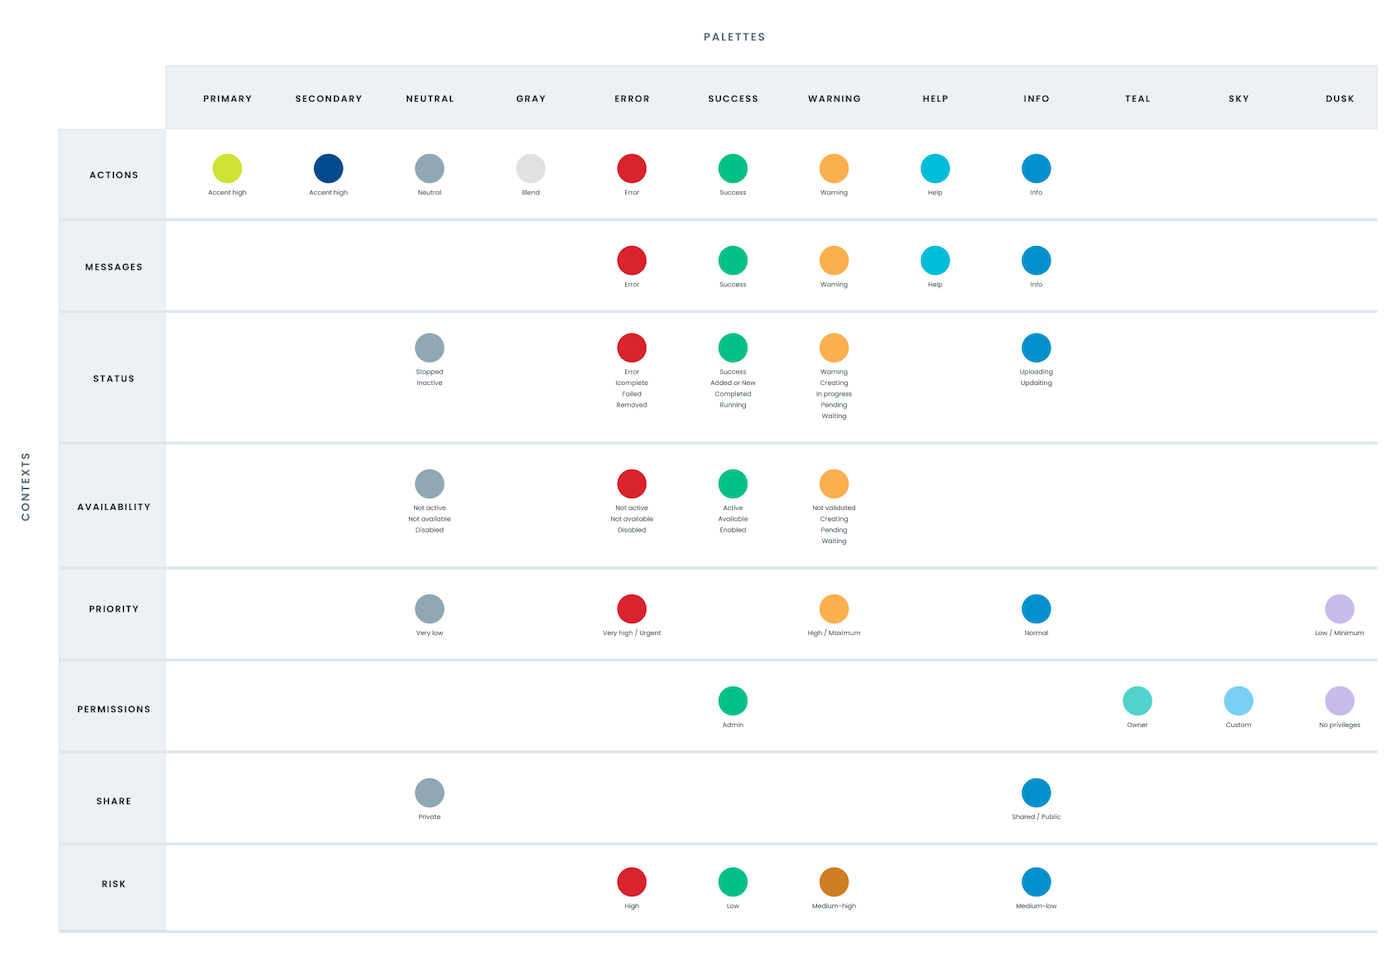 PALETTES
PRIMARY SECONDARY NEUTRAL GRAY ERROR SUCCESS WARNING HELP INFO TEAL SKY DUSK
CONTEXTS
ACTIONS
Accent high Accent high Neutral Blend Error Success Warning Help Info
MESSAGES
Error Success Warning Help Info
STATUS
Stopped Error Success Warning Uploading
Inactive Icomplete Added or New Creating Updaiting
Failed Completed In progress
Removed Running Pending
Waiting
AVAILABILITY
Not active Not active Active Not validated
Not available Not available Available Creating
Disabled Disabled Enabled Pending
Waiting
PRIORITY
Very low Very high / Urgent High / Maximum Normal Low / Minimum
PERMISSIONS
Admin Owner Custom No privileges
SHARE
Private Shared / Public
RISK
High Low Medium-high Medium-low